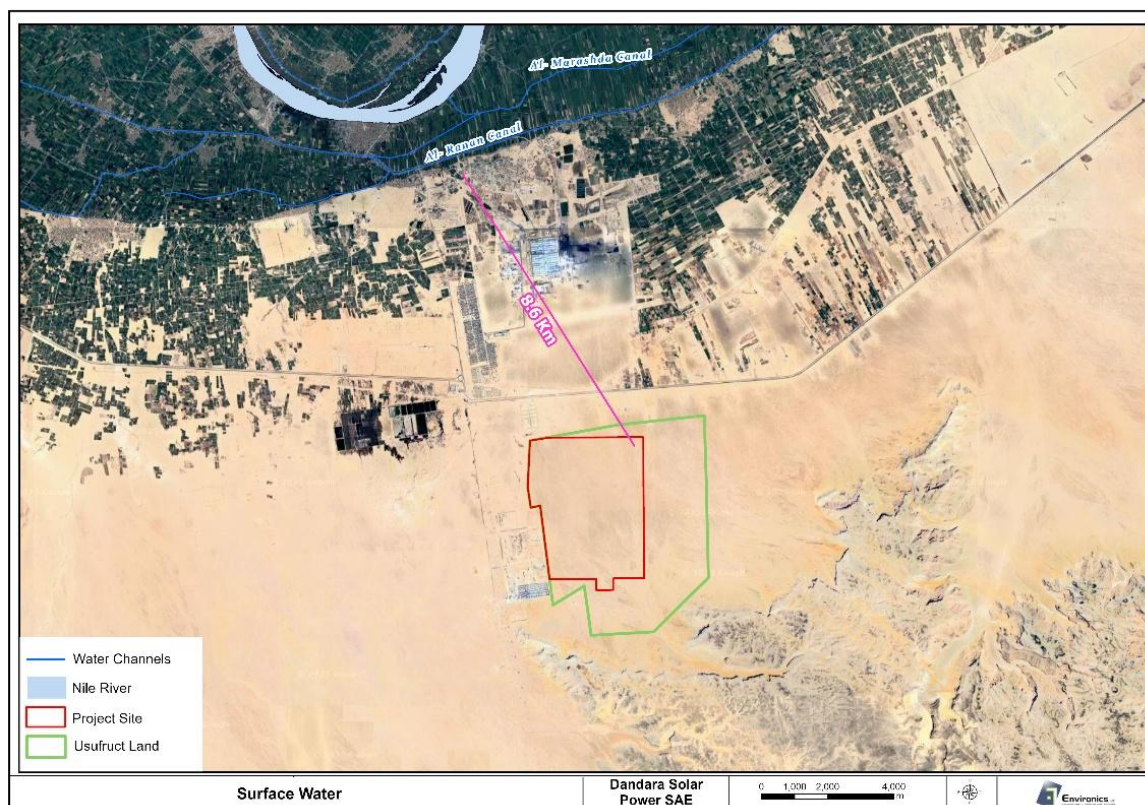 Al- Marashda Canal
Al- Ranan Canal
8.6 Km
Water Channels
Nile River
Project Site
Usufruct Land
Surface Water
Dandara Solar
Power SAE
0 1,000 2,000 4,000
m
Environics